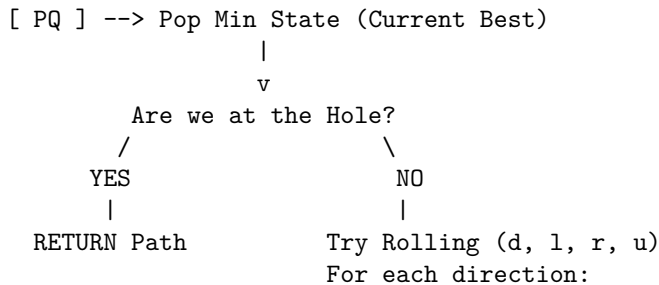 [ PQ ] --> Pop Min State (Current Best)
|
v
Are we at the Hole?
/ \
YES NO
| |
RETURN Path Try Rolling (d, l, r, u)
For each direction: